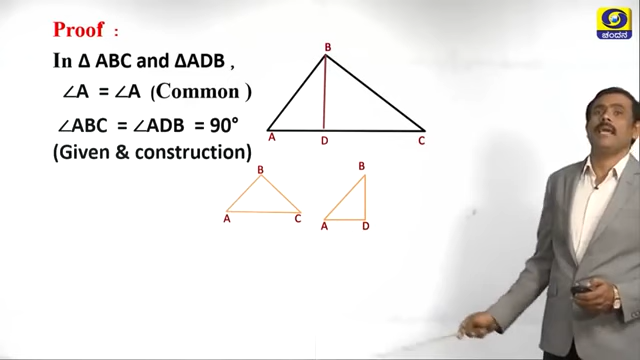 Proof :
In Δ ABC and ΔADB ,
∠A = ∠A (Common )
∠ABC = ∠ADB = 90°
(Given & construction)
B
A
D
C
B
A
C
B
A
D
ಚಂದನ